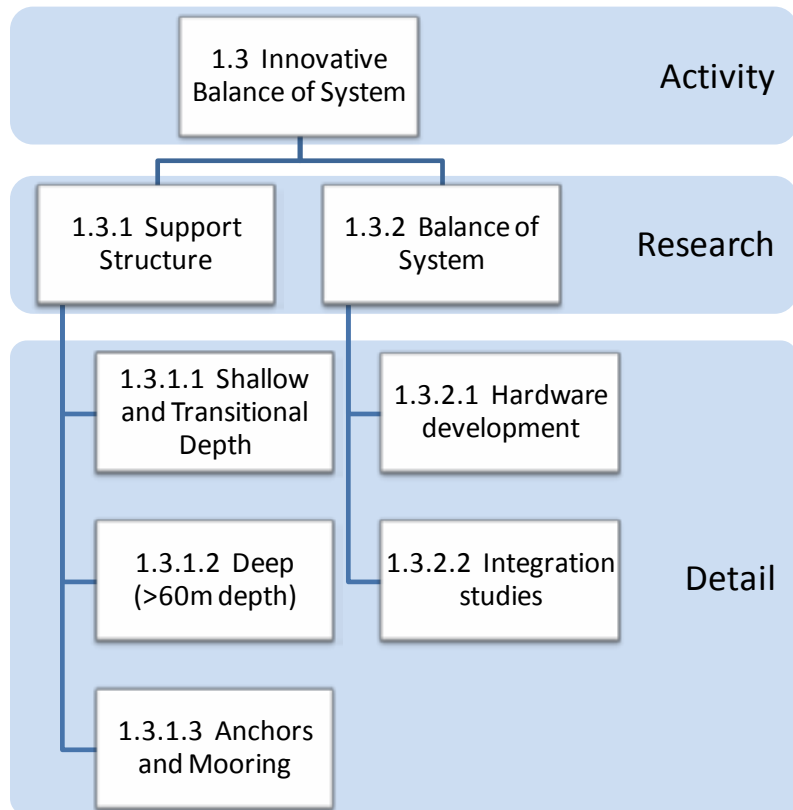 1.3 Innovative
Balance of System
Activity
1.3.1 Support
Structure
1.3.2 Balance of
System
Research
1.3.1.1 Shallow
and Transitional
Depth
1.3.2.1 Hardware
development
1.3.1.2 Deep
(>60m depth)
1.3.2.2 Integration
studies
Detail
1.3.1.3 Anchors
and Mooring